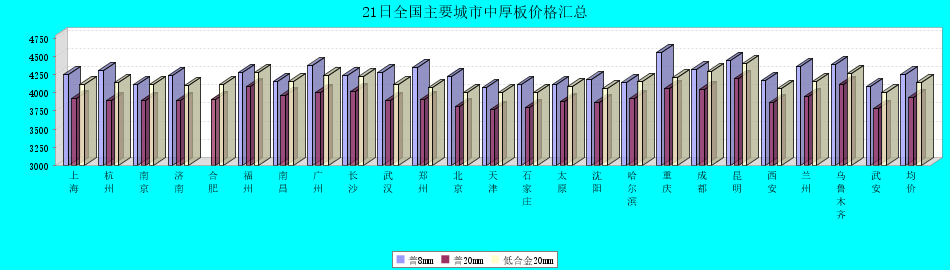 21日全国主要城市中厚板价格汇总
4750
4500
4250
4000
3750
3500
3250
3000
上海
杭州
南京
济南
合肥
福州
南昌
广州
长沙
武汉
郑州
北京
天津
石家庄
太原
沈阳
哈尔滨
重庆
成都
昆明
西安
兰州
乌鲁木齐
武安
均价
普8mm
普20mm
低合金20mm